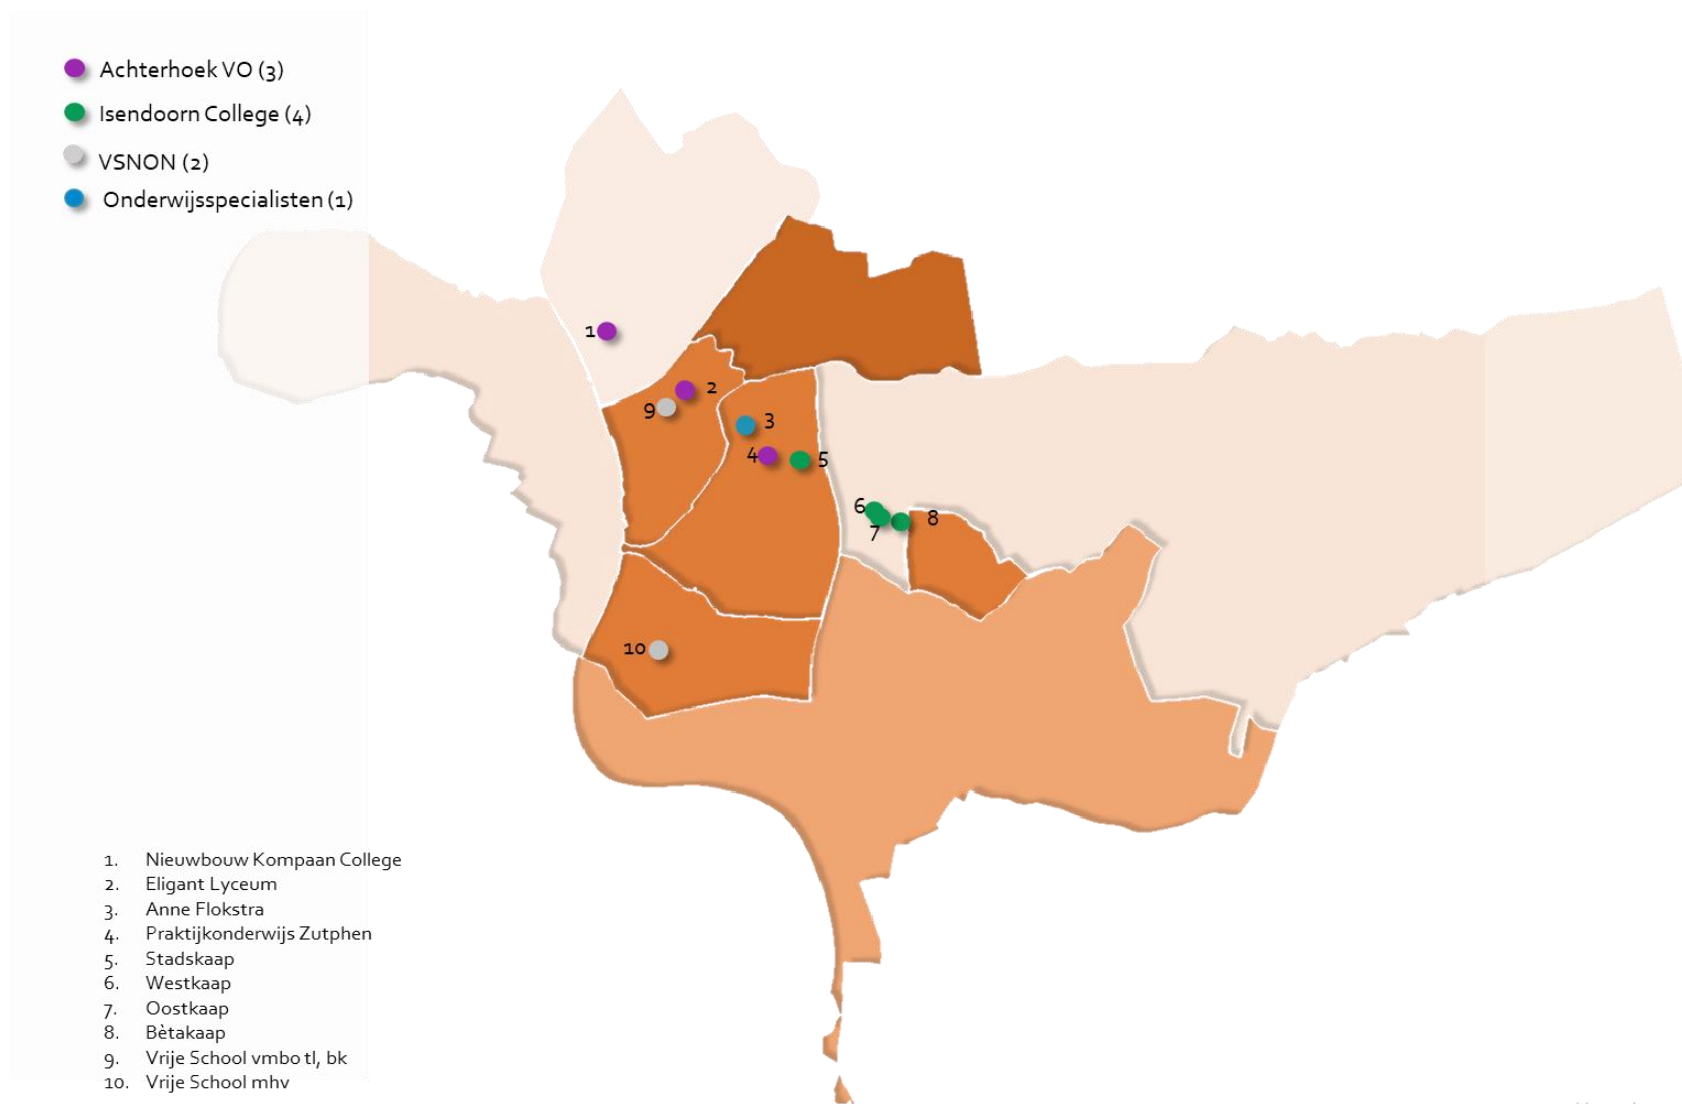 Achterhoek VO (3)
Isendoorn College (4)
VSNON (2)
Onderwijsspecialisten (1)
1
2
9
3
4
5
6
7
8
10
1. Nieuwbouw Kompaan College
2. Eligant Lyceum
3. Anne Flokstra
4. Praktijkonderwijs Zutphen
5. Stadskaap
6. Westkaap
7. Oostkaap
8. Bètakaap
9. Vrije School vmbo tl, bk
10. Vrije School mhv